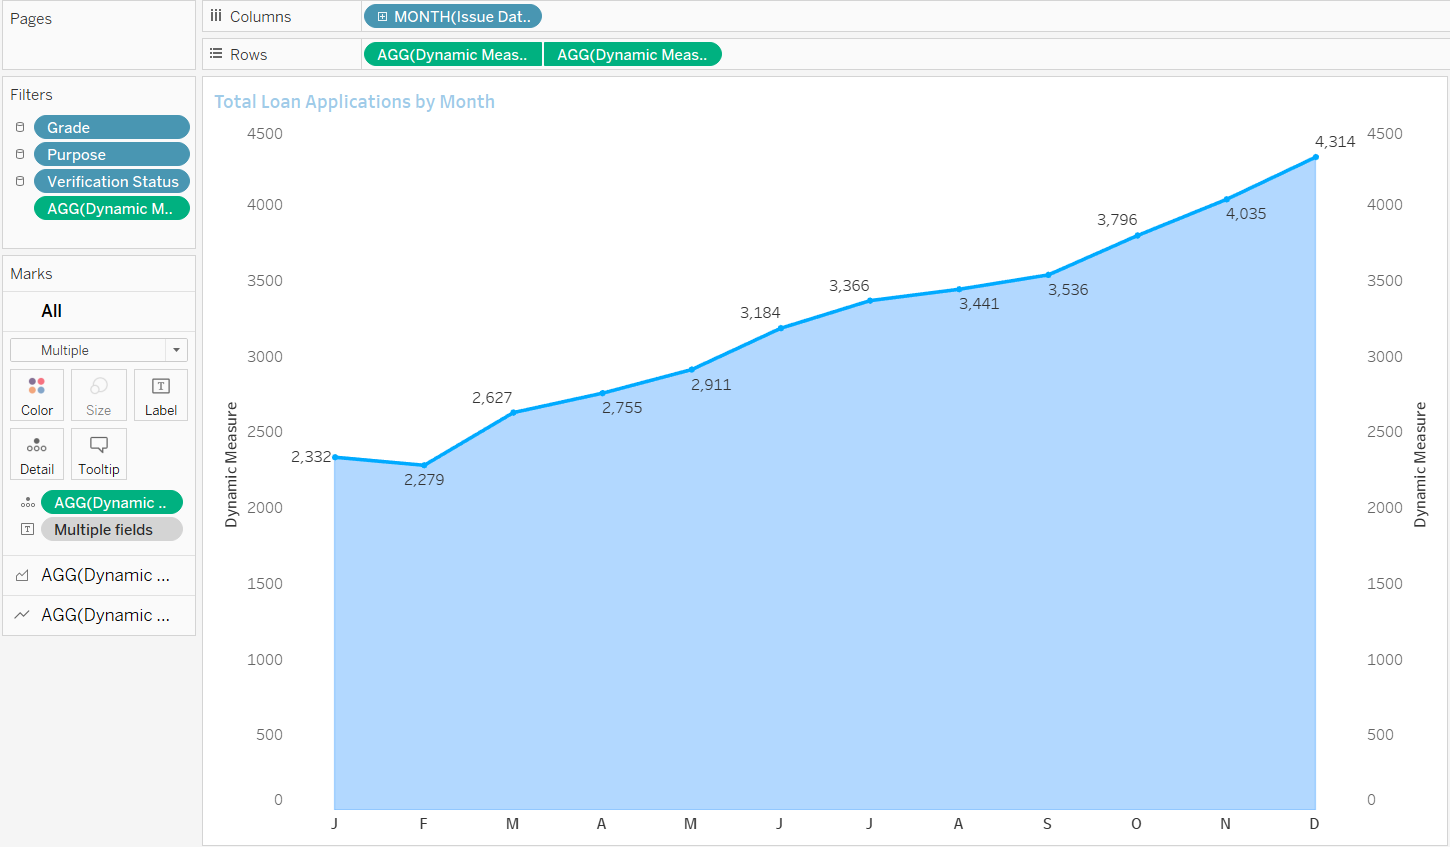 Pages
Columns
MONTH(Issue Dat..
Rows
AGG(Dynamic Meas..
AGG(Dynamic Meas..
Filters
Grade
Purpose
Verification Status
AGG(Dynamic M..
Marks
All
Multiple
Color
Size
T
Label
Detail
Tooltip
AGG(Dynamic ..
T
Multiple fields
AGG(Dynamic ...
AGG(Dynamic ...
Total Loan Applications by Month
4500
4000
3500
3000
2500
2000
1500
1000
500
0
Dynamic Measure
2,332
2,279
2,627
2,755
2,911
3,184
3,366
3,441
3,536
3,796
4,035
4,314
4500
4000
3500
3000
2500
2000
1500
1000
500
0
Dynamic Measure
J F M A M J J A S O N D